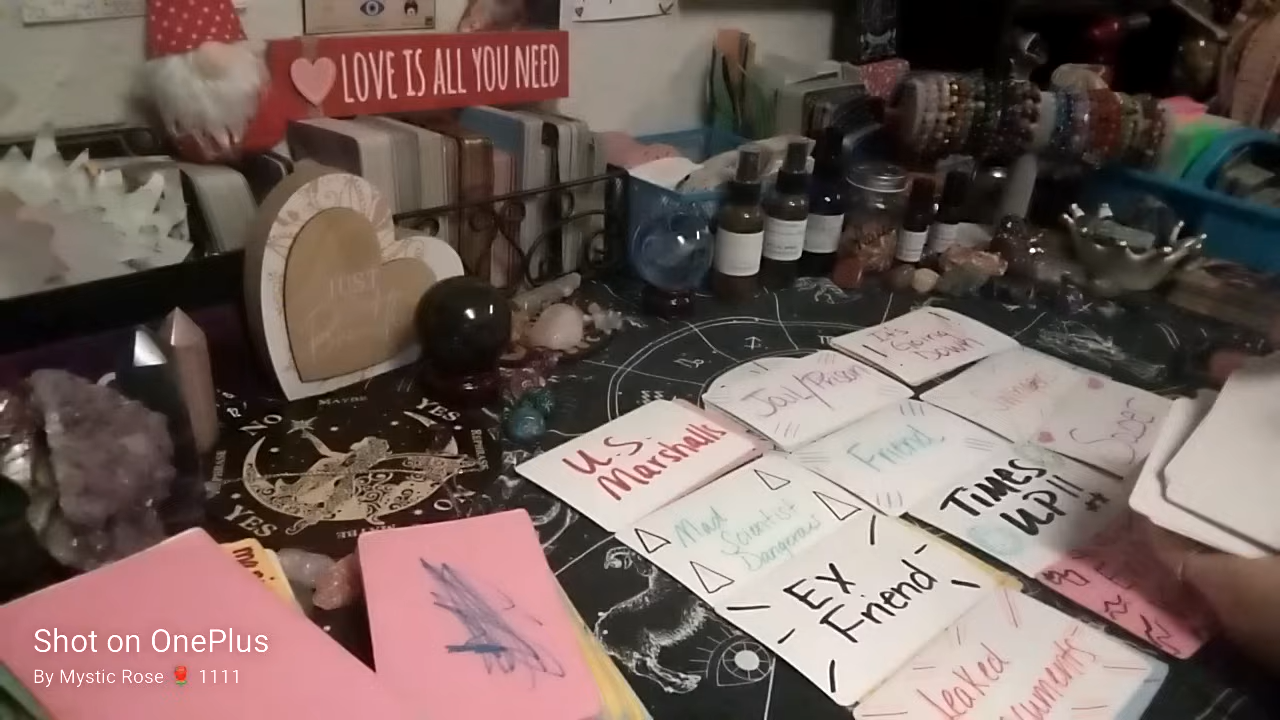 LOVE IS ALL YOU NEED
JUST
MAYBE
NO
YES
YES
MAYBE
It's
Going
Down
Jail/Prison
U.S.
Marshalls
Friend
TIMES
UP!!
Mad
Scientist
Dangerous
EX
Friend
Leaked
Shot on OnePlus
By Mystic Rose 🌹 1111